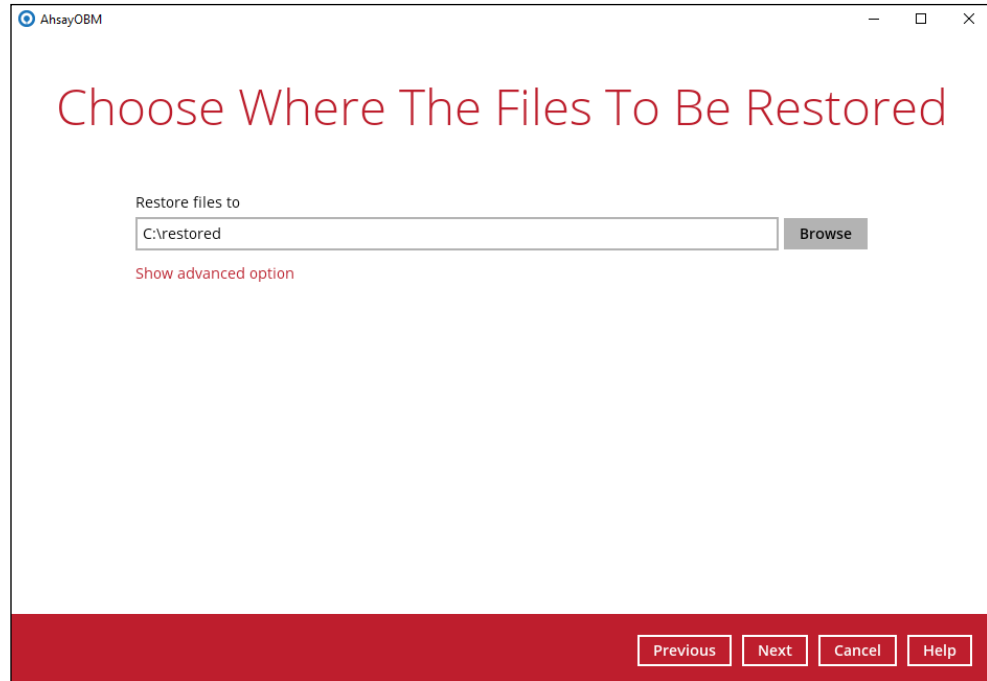 AhsayOBM
Choose Where The Files To Be Restored
Restore files to
C:\restored
Browse
Show advanced option
Previous Next Cancel Help